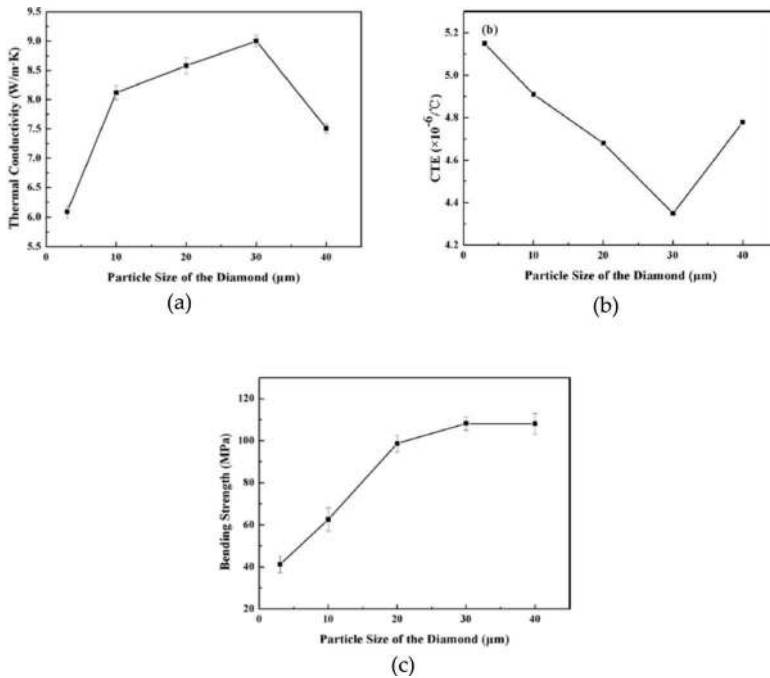 9.5
9.0
8.5
8.0
7.5
7.0
6.5
6.0
5.5
Thermal Conductivity (W/m·K)
0 10 20 30 40
Particle Size of the Diamond (μm)
(a)
(b)
5.2
5.0
4.8
4.6
4.4
4.2
CTE (×10⁻⁶/°C)
0 10 20 30 40
Particle Size of the Diamond (μm)
(b)
120
100
80
60
40
20
Bending Strength (MPa)
0 10 20 30 40
Particle Size of the Diamond (μm)
(c)